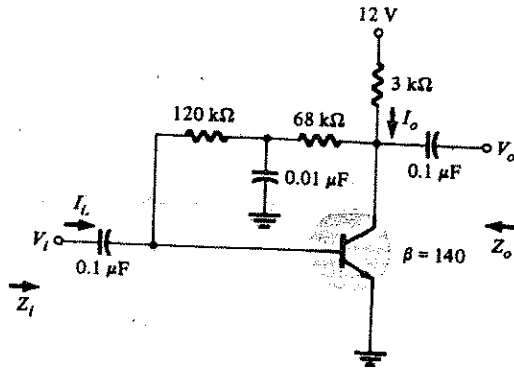 12 V
3 kΩ
120 kΩ
68 kΩ
I_o
V_o
0.1 μF
0.01 μF
I_i
V_i
0.1 μF
β = 140
Z_o
Z_i